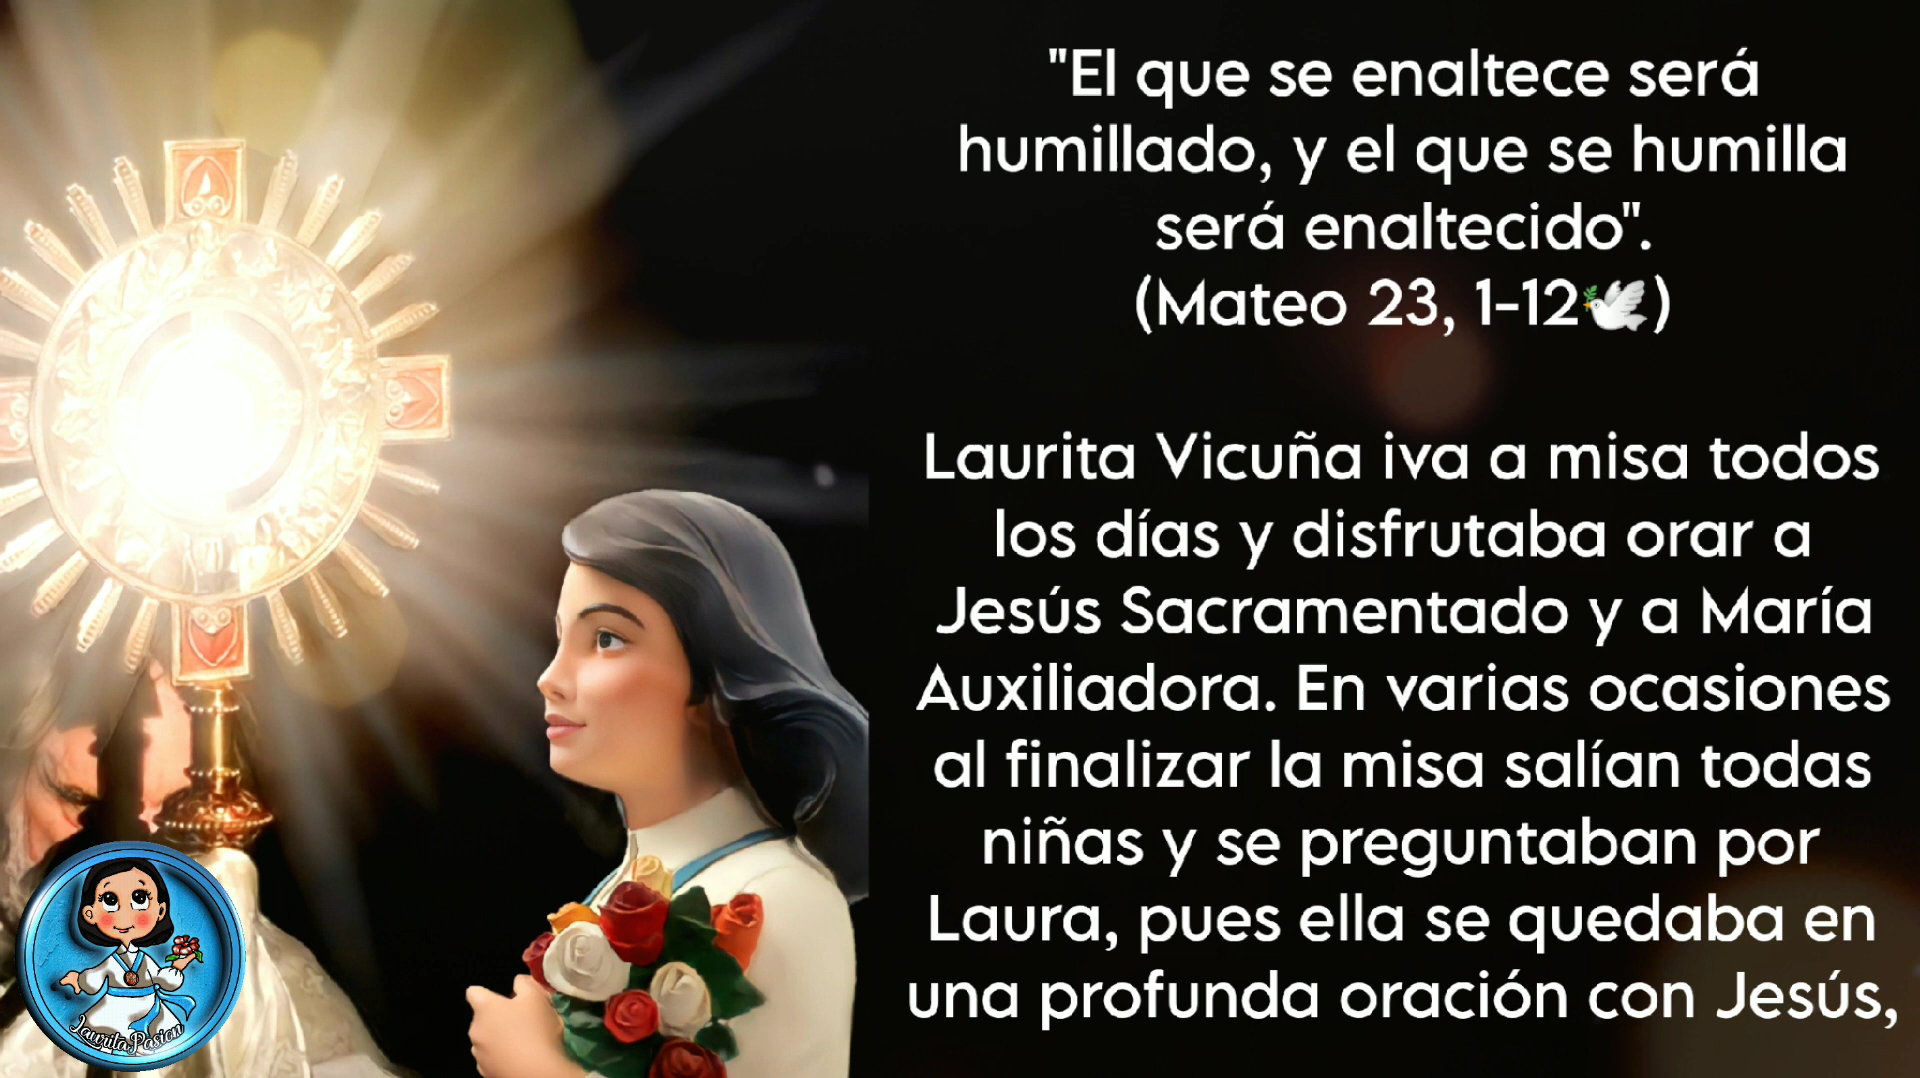 "El que se enaltece será
humillado, y el que se humilla
será enaltecido".
(Mateo 23, 1-12🕊)
Laurita Vicuña iva a misa todos
los días y disfrutaba orar a
Jesús Sacramentado y a María
Auxiliadora. En varias ocasiones
al finalizar la misa salían todas
niñas y se preguntaban por
Laura, pues ella se quedaba en
una profunda oración con Jesús,
LauritaPasion